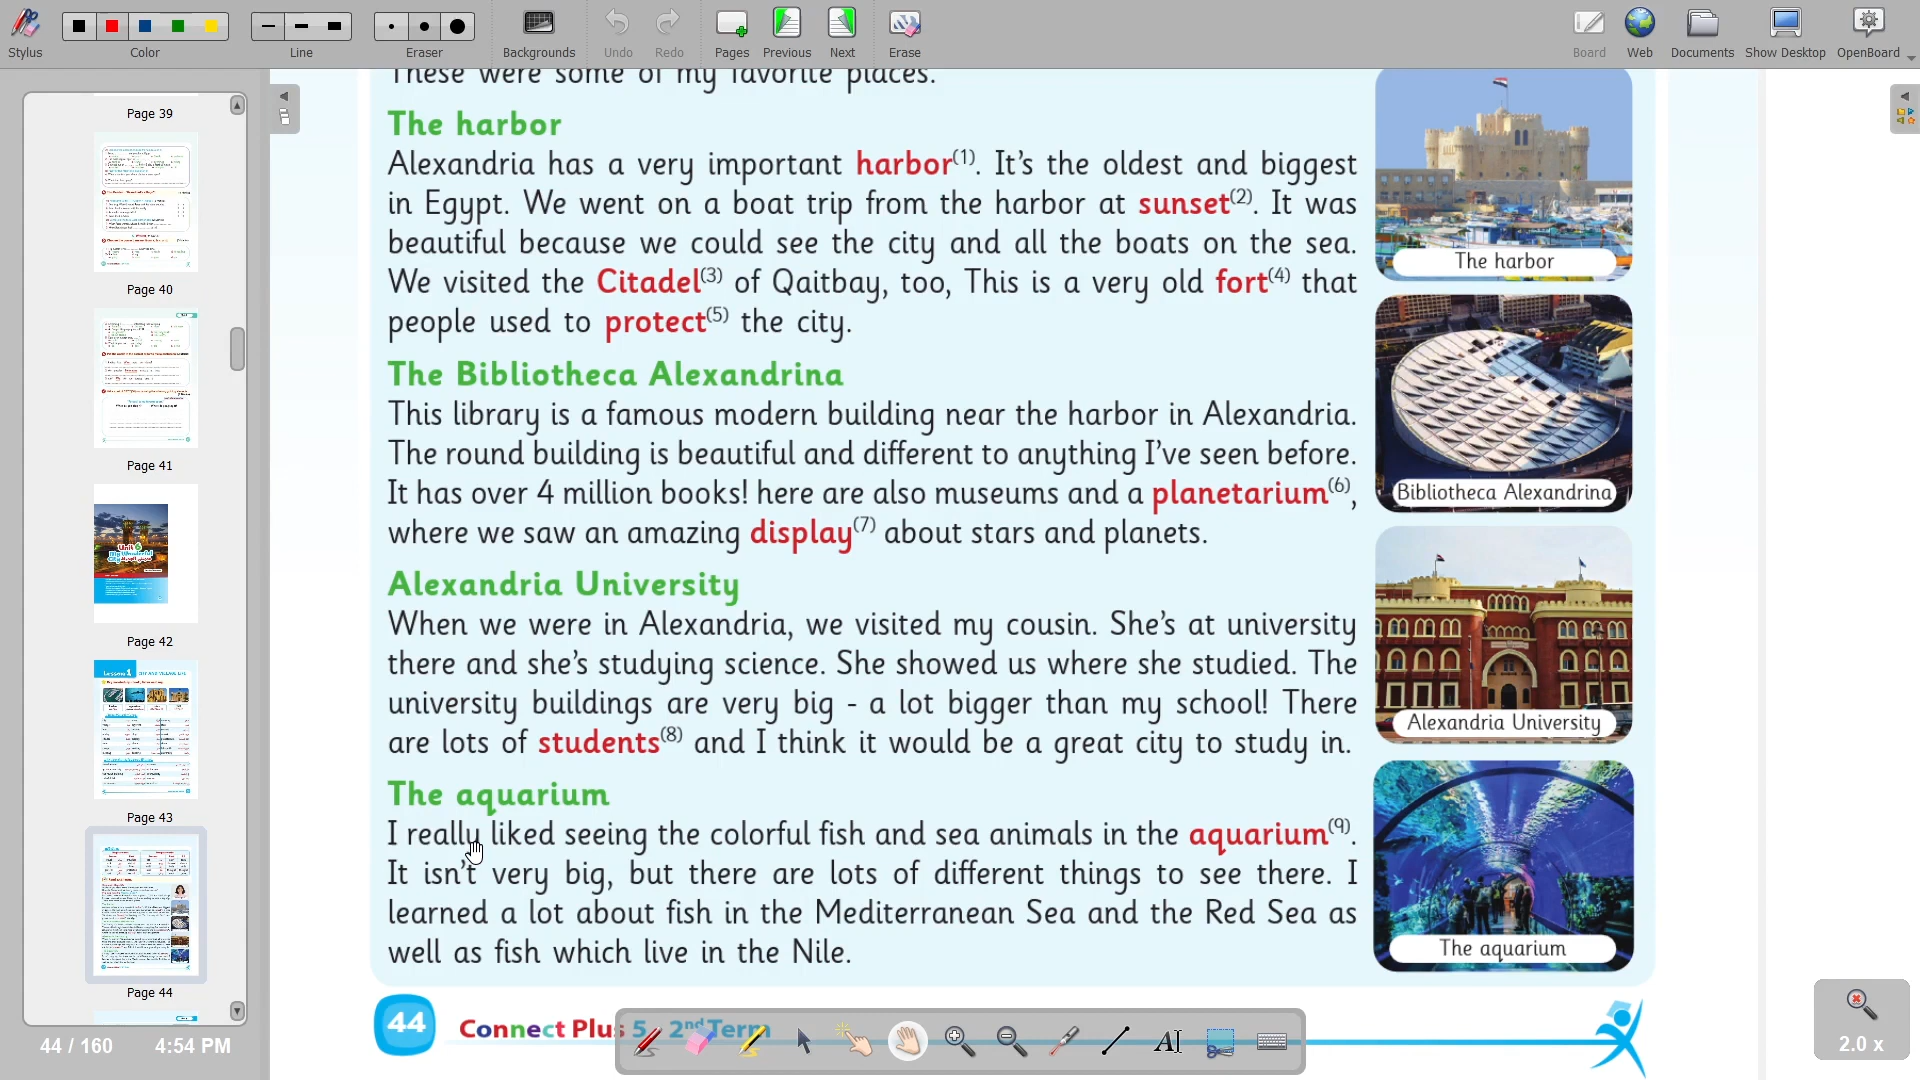 Stylus
Color
Line
Eraser
Backgrounds
Undo
Redo
Pages
Previous
Next
Erase
Board
Web
Documents
Show Desktop
OpenBoard
Page 39
Page 40
Page 41
Page 42
Page 43
Page 44
44 / 160 4:54 PM
These were some of my favorite places.
The harbor
Alexandria has a very important harbor(1). It's the oldest and biggest
in Egypt. We went on a boat trip from the harbor at sunset(2). It was
beautiful because we could see the city and all the boats on the sea.
We visited the Citadel(3) of Qaitbay, too, This is a very old fort(4) that
people used to protect(5) the city.
The harbor
The Bibliotheca Alexandrina
This library is a famous modern building near the harbor in Alexandria.
The round building is beautiful and different to anything I've seen before.
It has over 4 million books! here are also museums and a planetarium(6),
where we saw an amazing display(7) about stars and planets.
Bibliotheca Alexandrina
Alexandria University
When we were in Alexandria, we visited my cousin. She's at university
there and she's studying science. She showed us where she studied. The
university buildings are very big - a lot bigger than my school! There
are lots of students(8) and I think it would be a great city to study in.
Alexandria University
The aquarium
I really liked seeing the colorful fish and sea animals in the aquarium(9).
It isn't very big, but there are lots of different things to see there. I
learned a lot about fish in the Mediterranean Sea and the Red Sea as
well as fish which live in the Nile.
The aquarium
44 Connect Plus 5 - 2nd Term
2.0 x